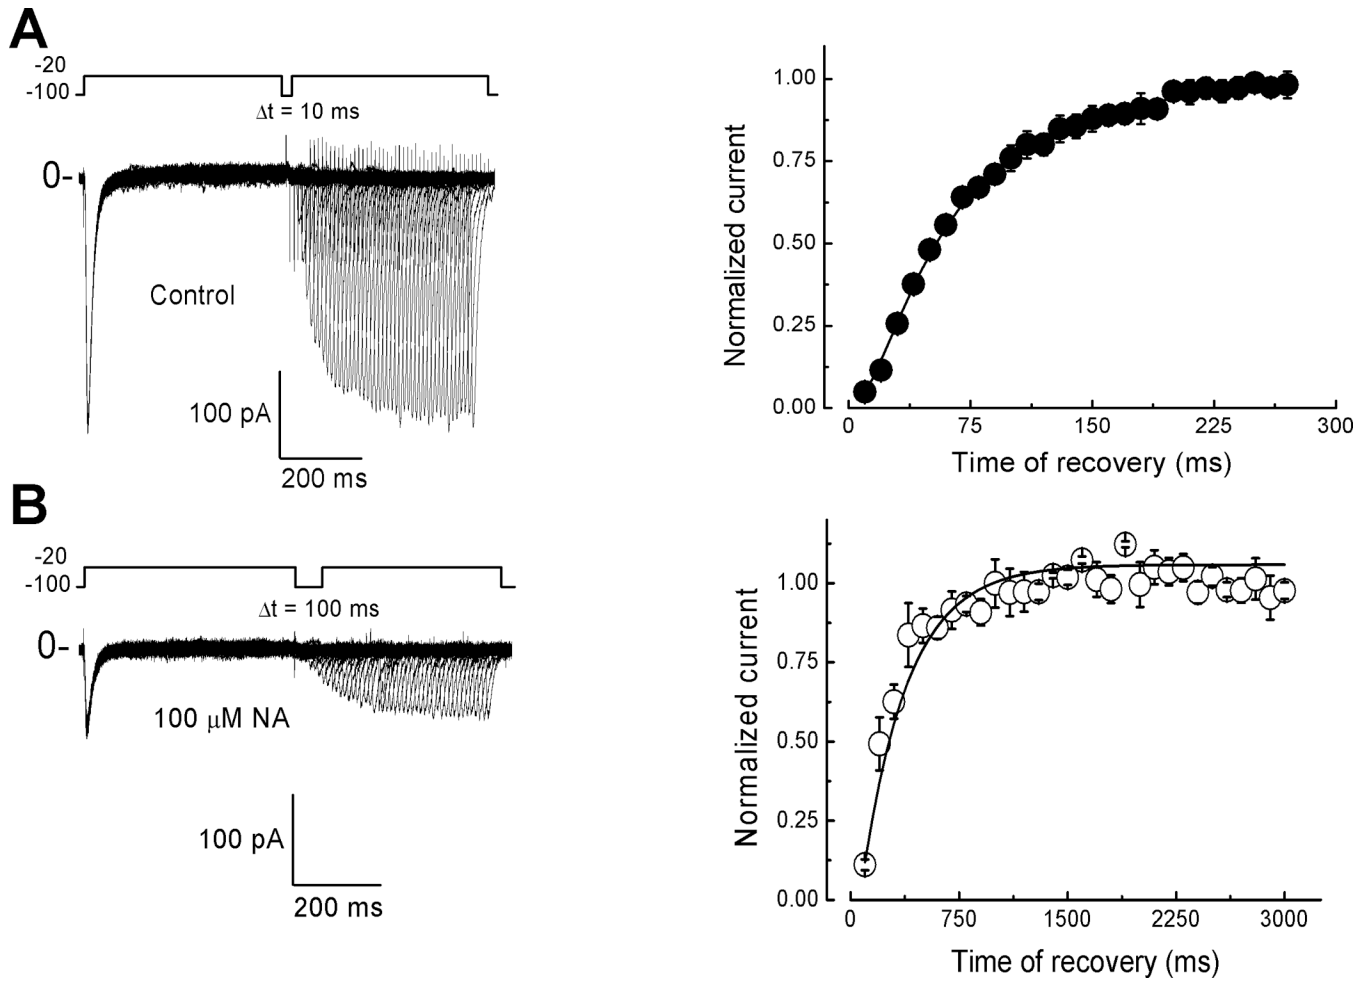 A
-20
-100
Δt = 10 ms
0-
Control
100 pA
200 ms
Normalized current
1.00
0.75
0.50
0.25
0.00
0 75 150 225 300
Time of recovery (ms)
B
-20
-100
Δt = 100 ms
0-
100 μM NA
100 pA
200 ms
Normalized current
1.00
0.75
0.50
0.25
0.00
0 750 1500 2250 3000
Time of recovery (ms)